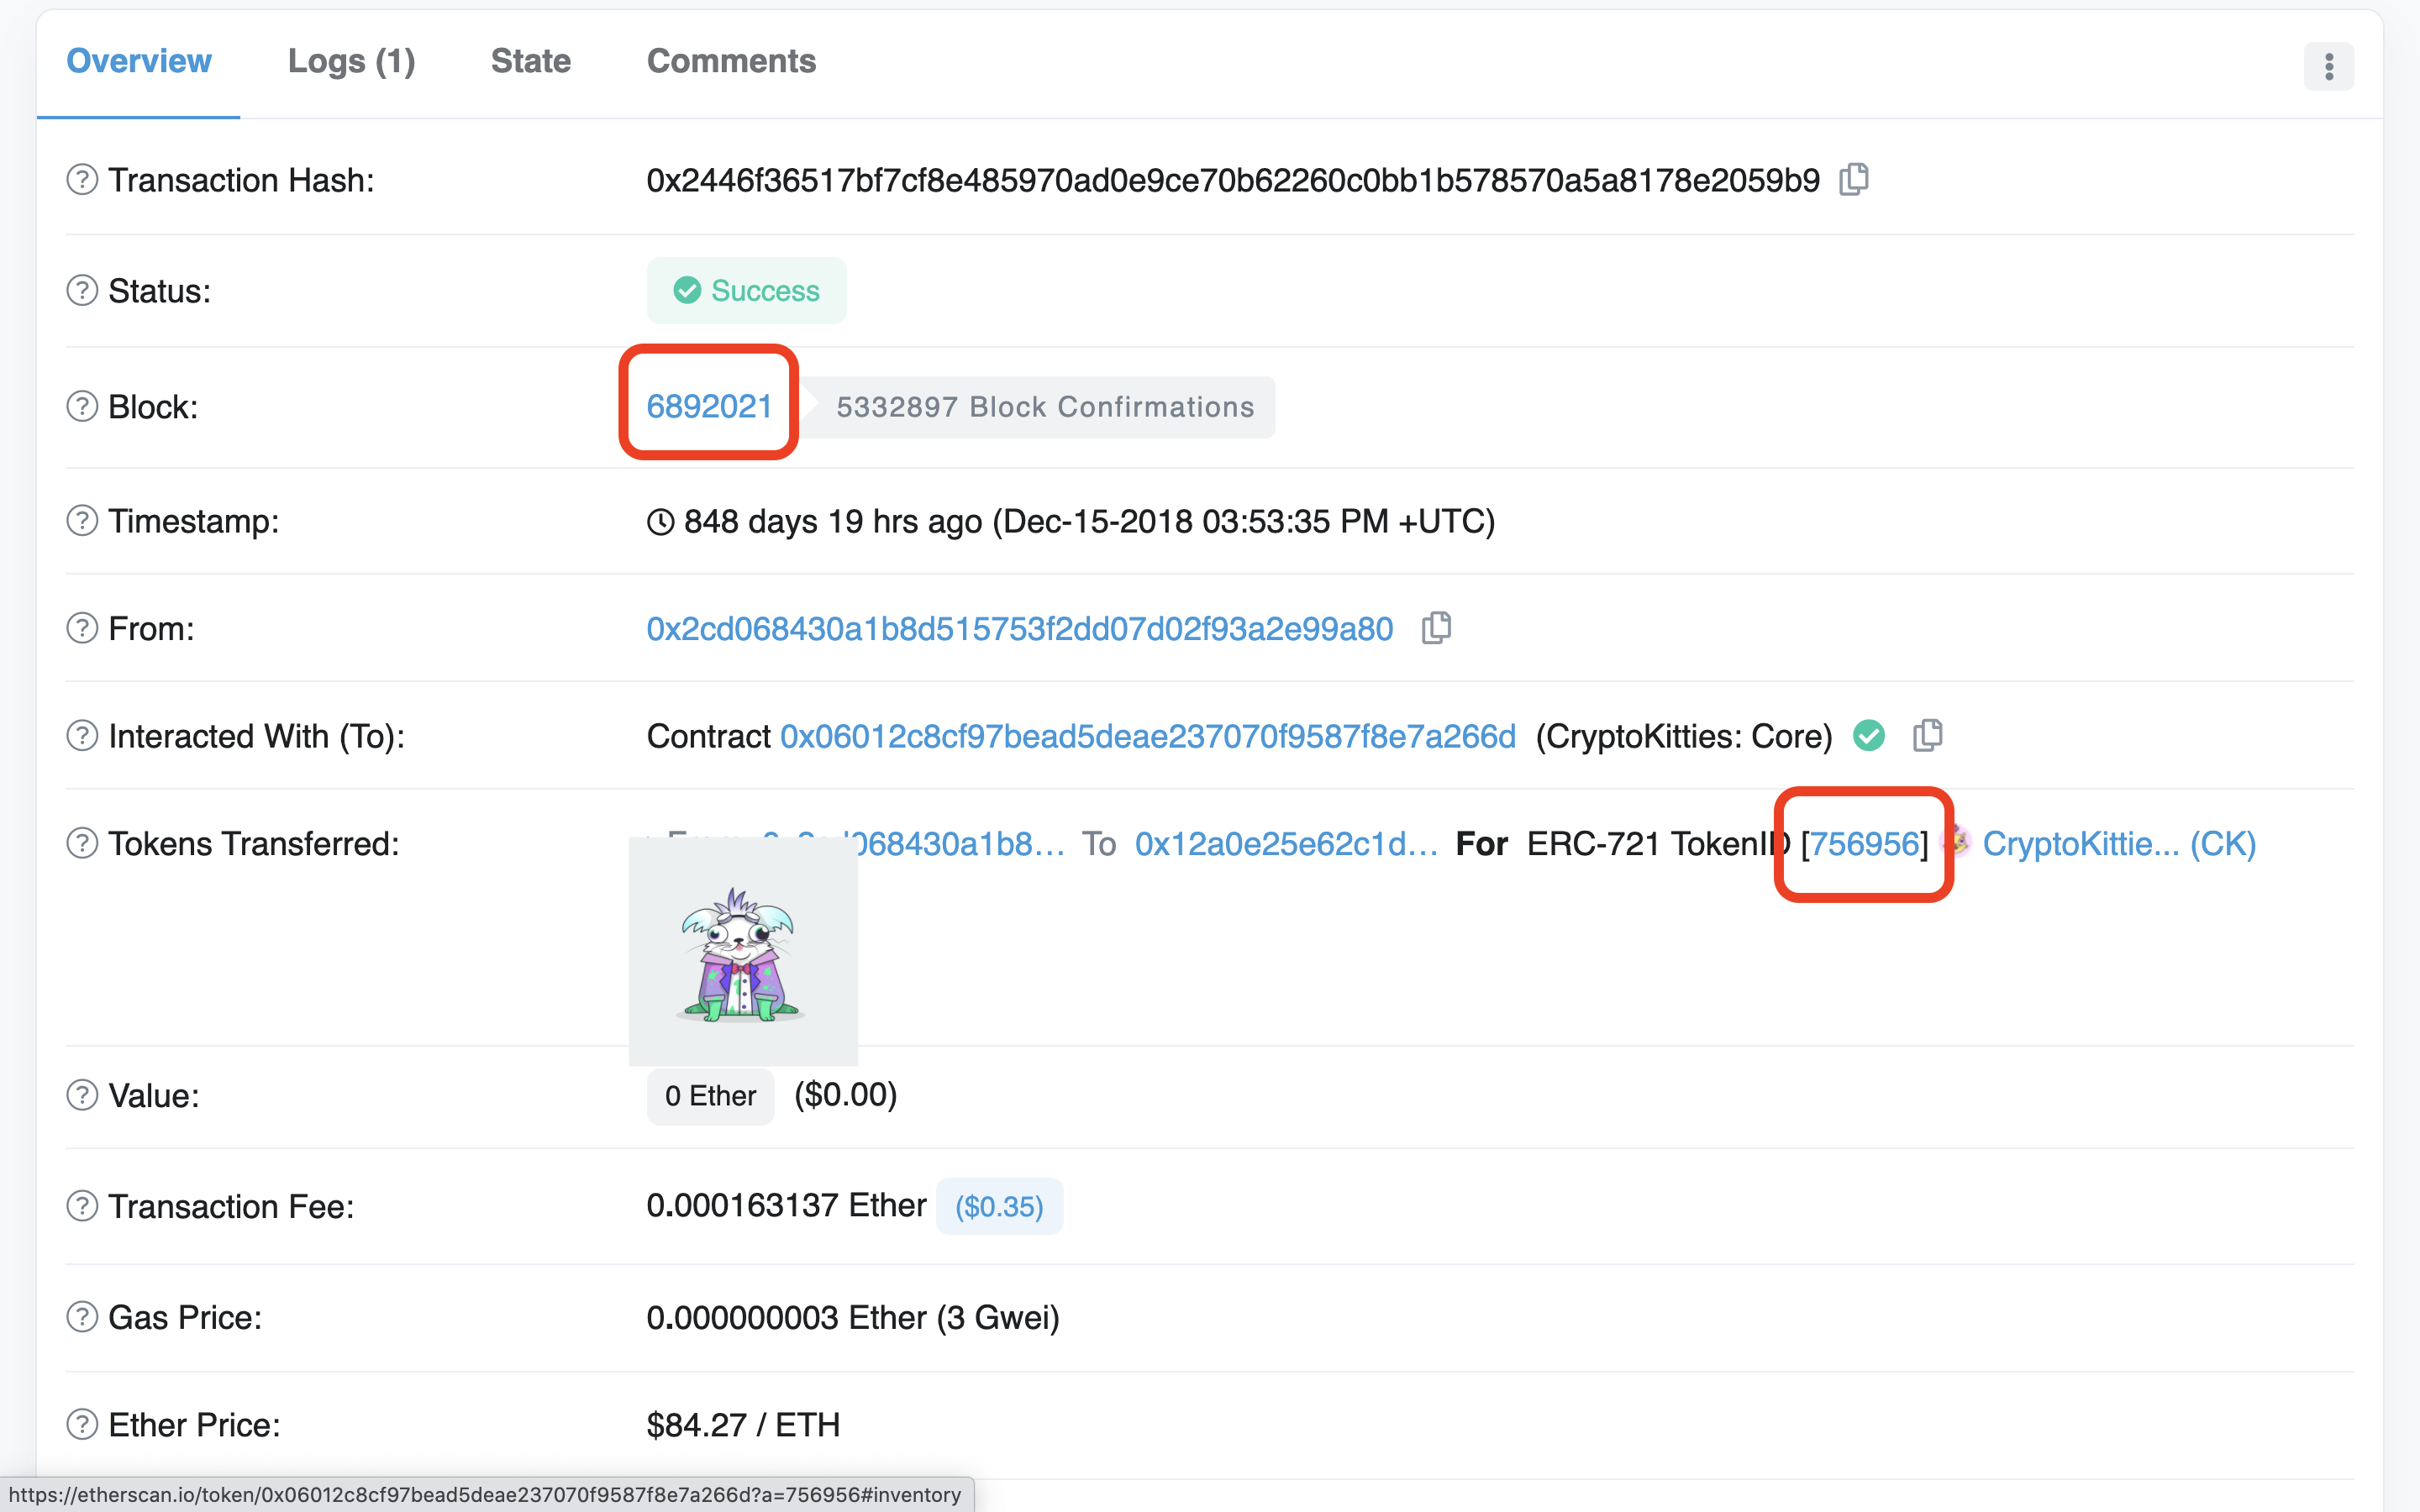 Overview Logs (1) State Comments
Transaction Hash: 0x2446f36517bf7cf8e485970ad0e9ce70b62260c0bb1b578570a5a8178e2059b9
Status: Success
Block: 6892021 5332897 Block Confirmations
Timestamp: 848 days 19 hrs ago (Dec-15-2018 03:53:35 PM +UTC)
From: 0x2cd068430a1b8d515753f2dd07d02f93a2e99a80
Interacted With (To): Contract 0x06012c8cf97bead5deae237070f9587f8e7a266d (CryptoKitties: Core)
Tokens Transferred: From 0x2cd068430a1b8... To 0x12a0e25e62c1d... For ERC-721 TokenID [756956] CryptoKittie... (CK)
Value: 0 Ether ($0.00)
Transaction Fee: 0.000163137 Ether ($0.35)
Gas Price: 0.000000003 Ether (3 Gwei)
Ether Price: $84.27 / ETH
https://etherscan.io/token/0x06012c8cf97bead5deae237070f9587f8e7a266d?a=756956#inventory